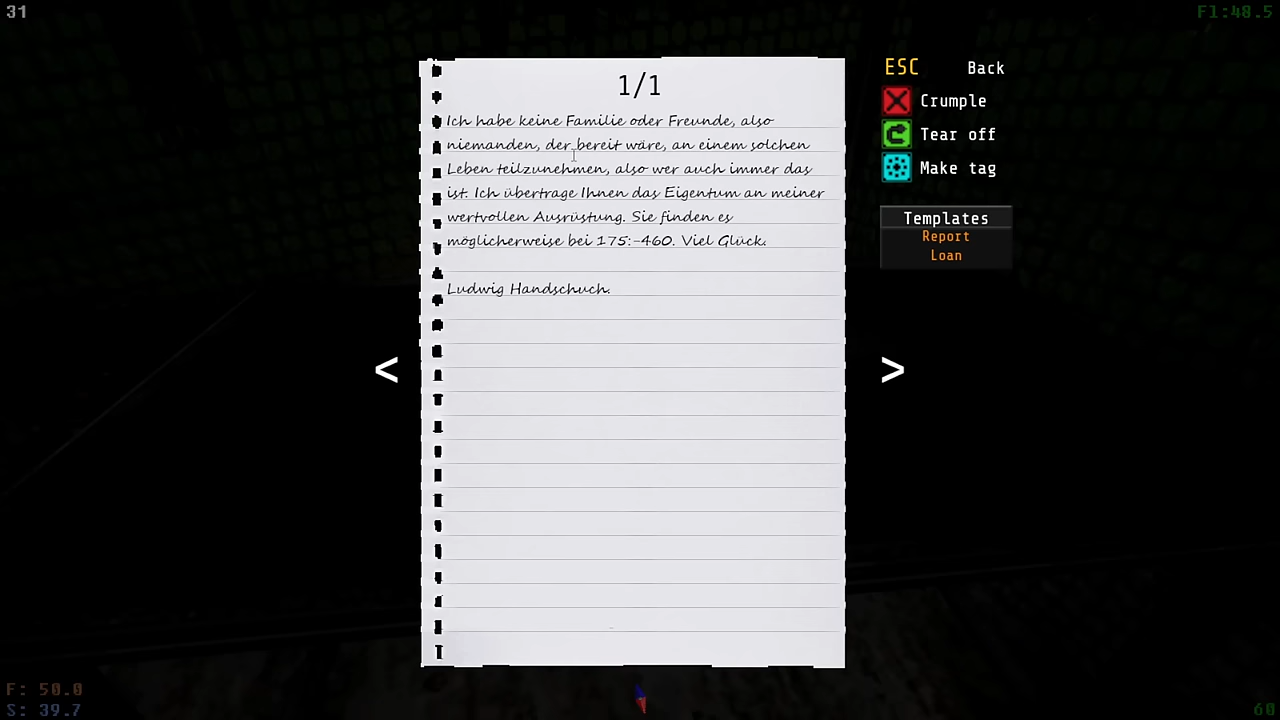 31
F1:48.5
1/1
ESC Back
Crumple
Tear off
Make tag
Templates
Report
Loan
Ich habe keine Familie oder Freunde, also
niemanden, der bereit wäre, an einem solchen
Leben teilzunehmen, also wer auch immer das
ist. Ich übertrage Ihnen das Eigentum an meiner
wertvollen Ausrüstung. Sie finden es
möglicherweise bei 175:-460. Viel Glück.
Ludwig Handschuch.
<
>
F: 50.0
S: 39.7
60